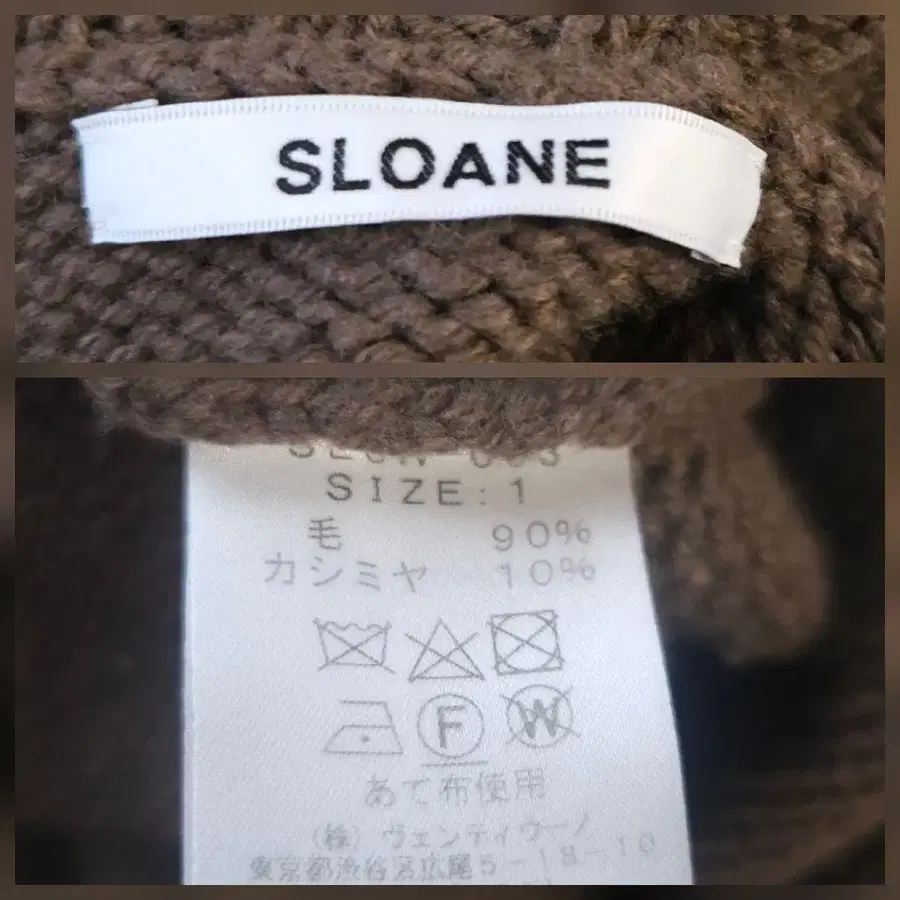 SLOANE
SIZE: 1
毛 90%
カシミヤ 10%
F W
あて布使用
(株) ヴェンティウーノ
東京都渋谷区広尾5-18-10